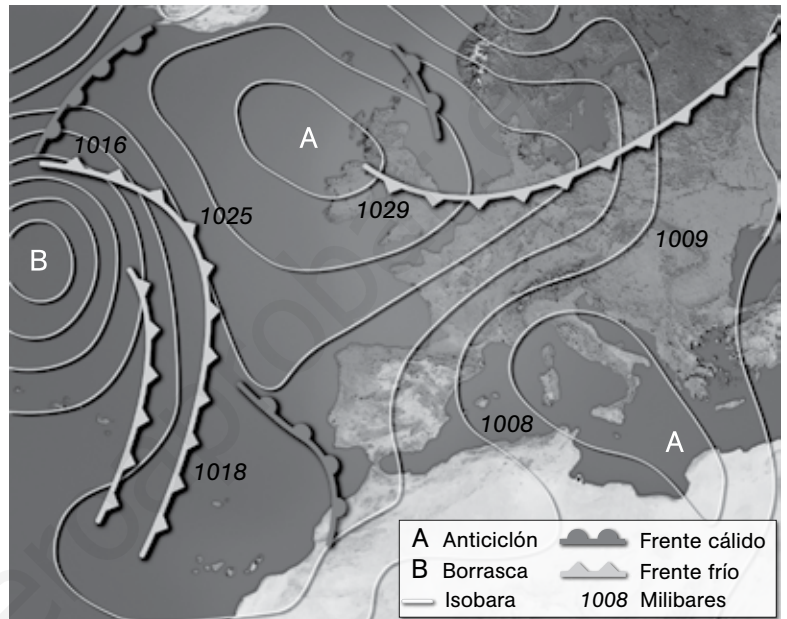 A
1016
1025
1029
1009
B
1008
A
1018
A Anticiclón
Frente cálido
B Borrasca
Frente frío
Isobara
1008 Milibares